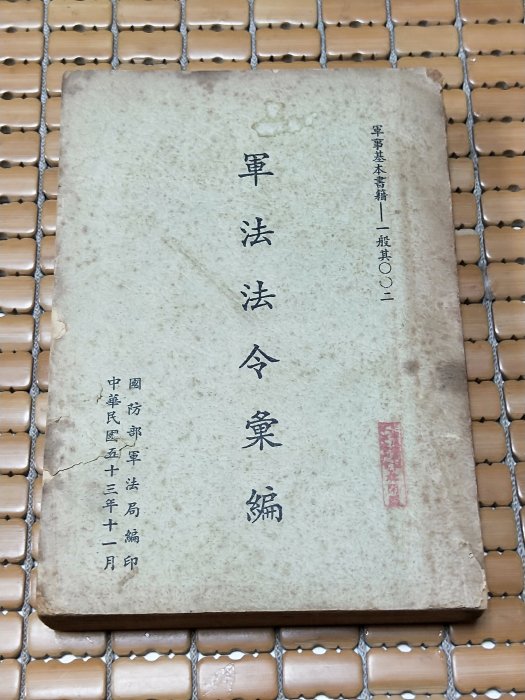 軍事基本書籍——一般其〇〇二
軍法法令彙編
國防部軍法局編印
中華民國五十三年十一月